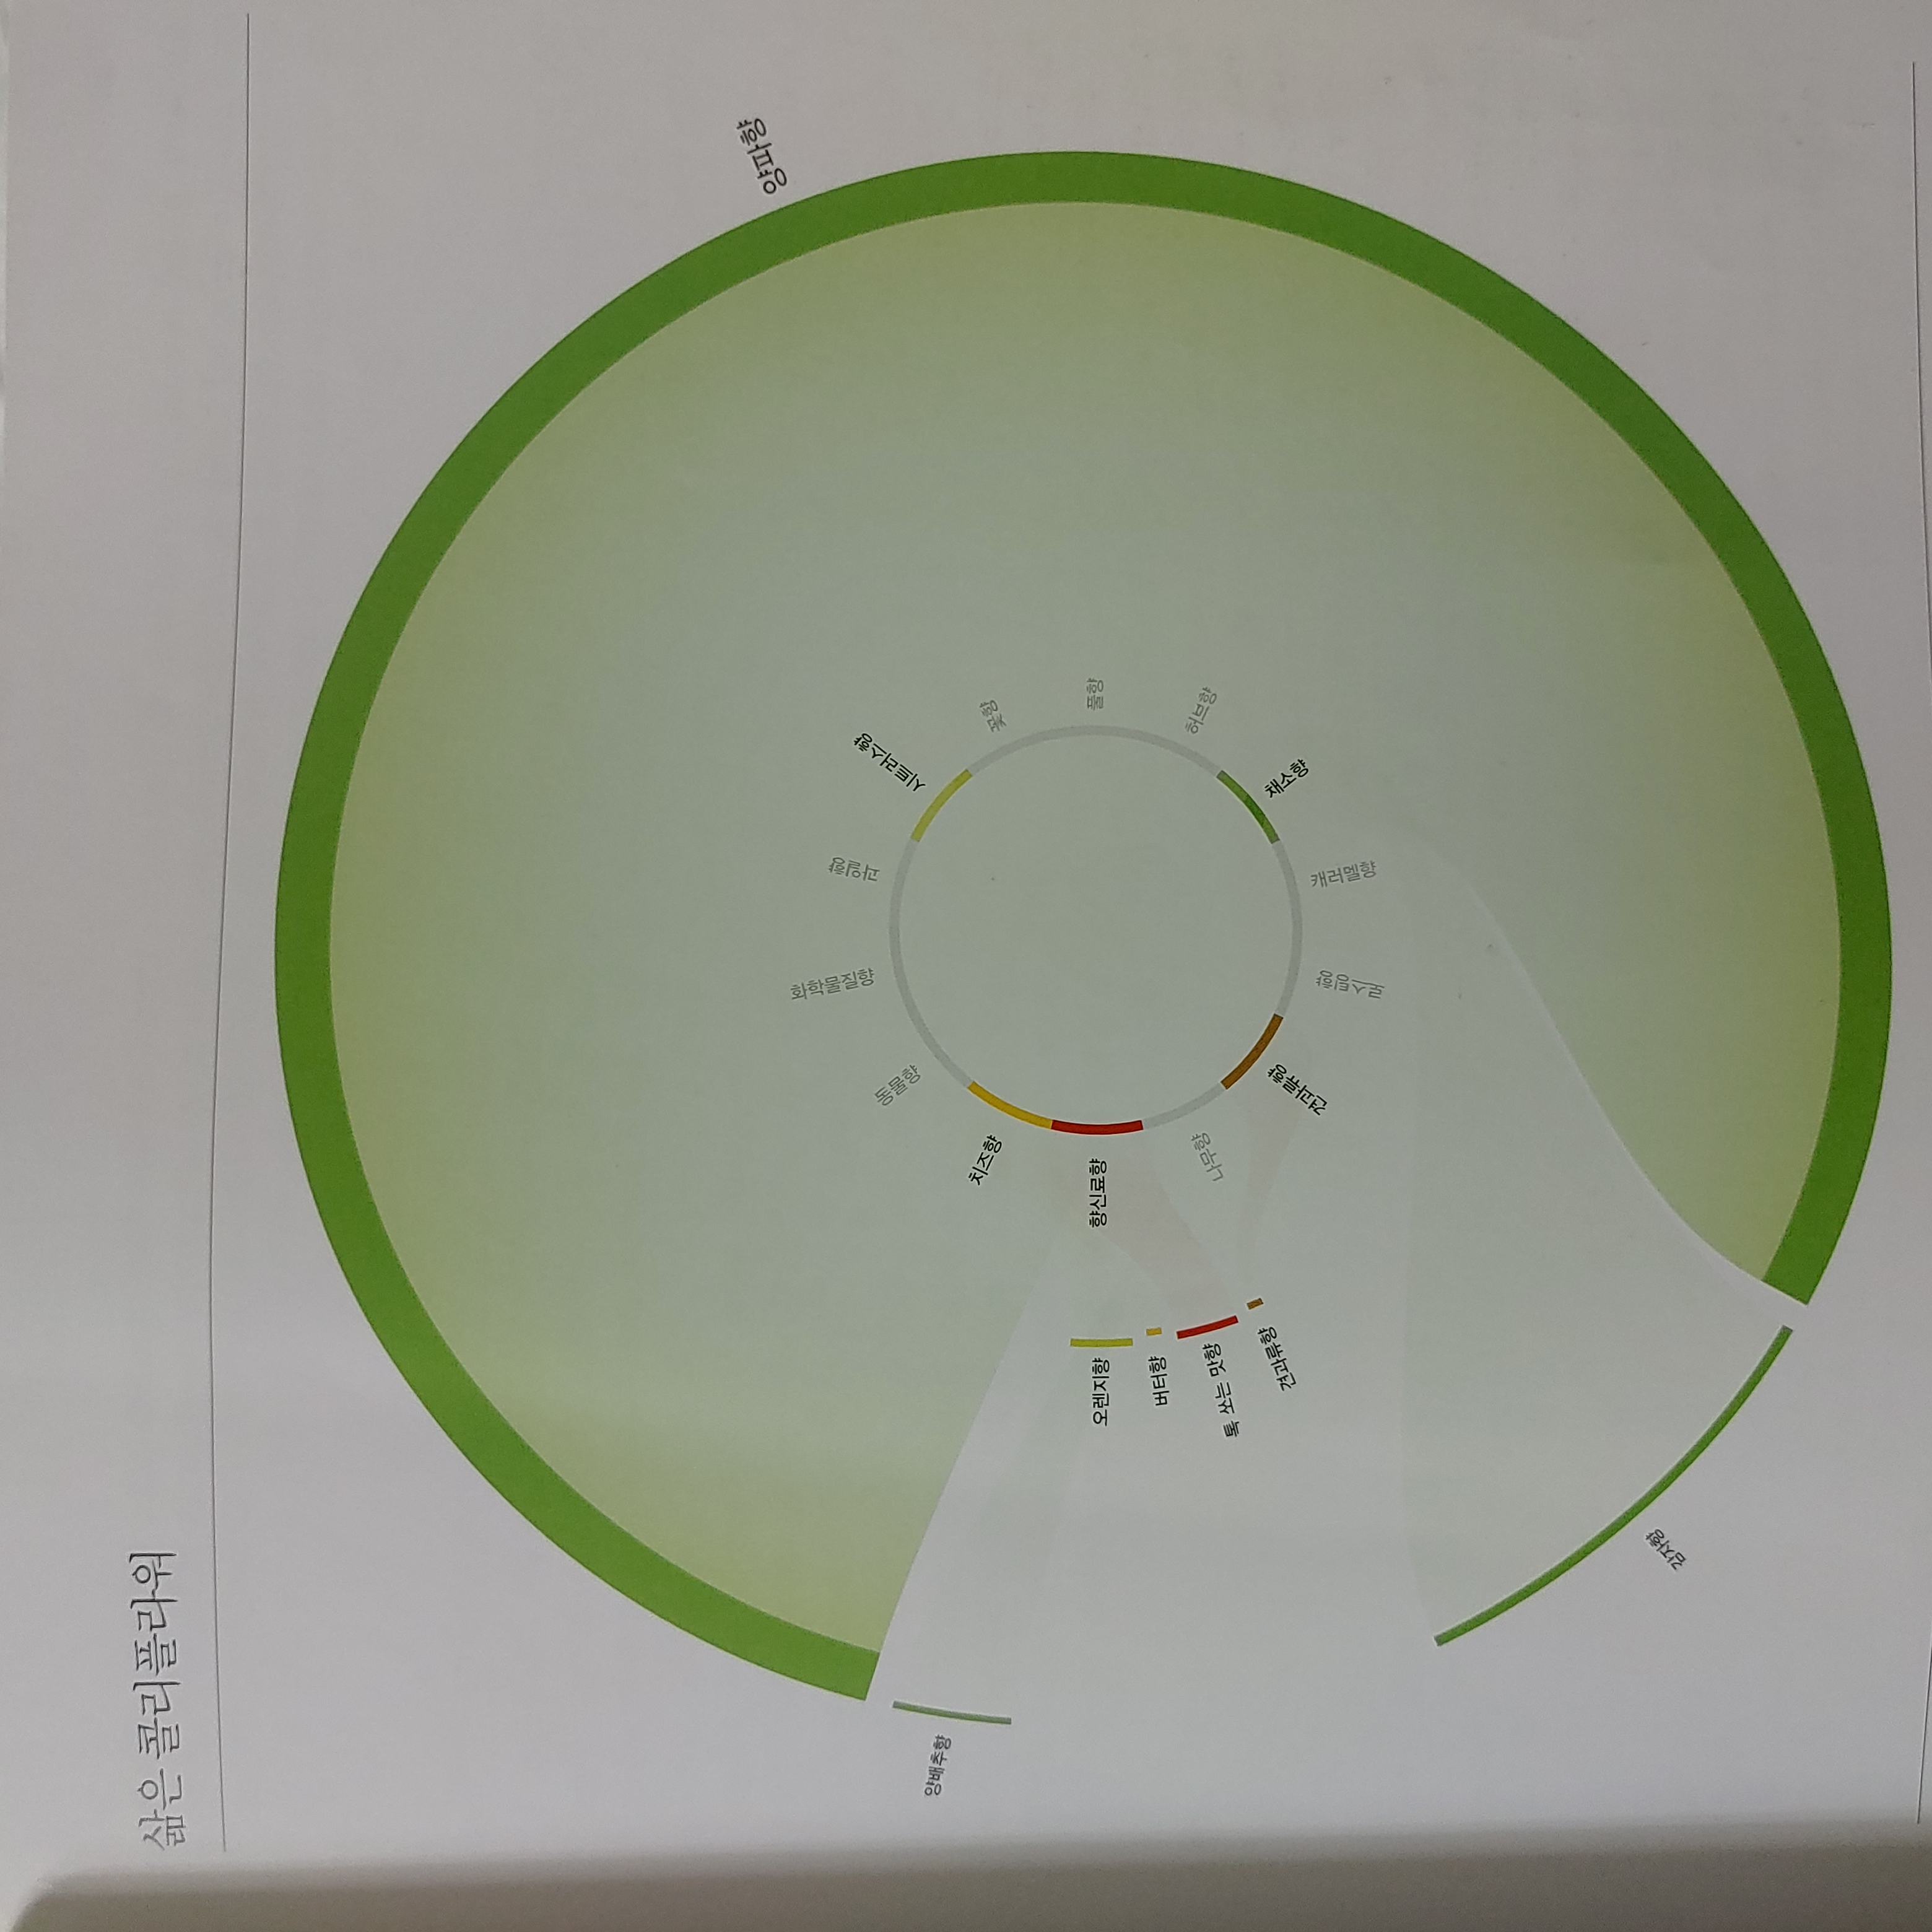 삶은 콜리플라워
양파향
양배추향
감자향
오렌지향
버터향
톡 쏘는 맛향
견과류향
화학물질향
과일향
시트러스향
꽃향
풀향
허브향
채소향
캐러멜향
로스팅향
견과류향
나무향
향신료향
치즈향
동물향